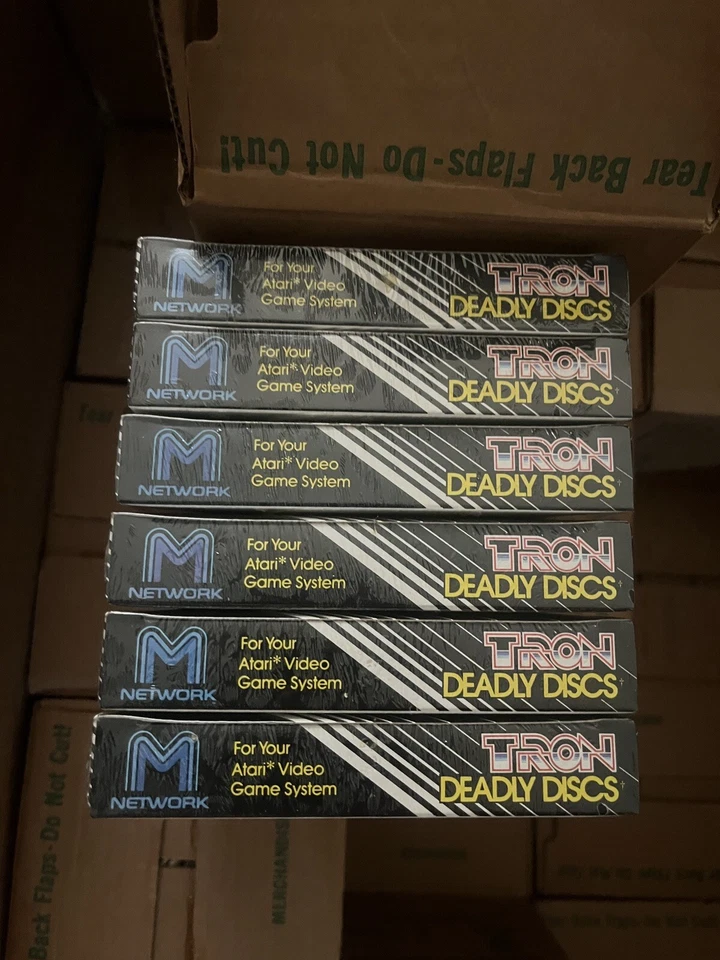 Tear Back Flaps-Do Not Cut!
M
NETWORK
For Your
Atari* Video
Game System
TRON
DEADLY DISCS
M
NETWORK
For Your
Atari* Video
Game System
TRON
DEADLY DISCS†
M
NETWORK
For Your
Atari* Video
Game System
TRON
DEADLY DISCS†
M
NETWORK
For Your
Atari* Video
Game System
TRON
DEADLY DISCS†
M
NETWORK
For Your
Atari* Video
Game System
TRON
DEADLY DISCS†
M
NETWORK
For Your
Atari* Video
Game System
TRON
DEADLY DISCS†
Tear
Back Flaps-Do Not Cut!